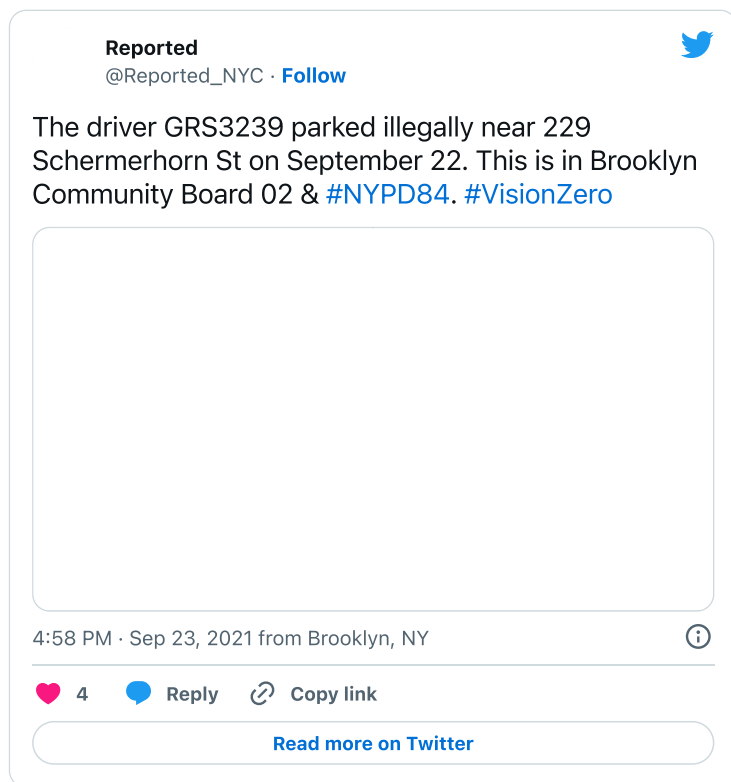 Reported
@Reported_NYC · Follow
The driver GRS3239 parked illegally near 229
Schermerhorn St on September 22. This is in Brooklyn
Community Board 02 & #NYPD84. #VisionZero
4:58 PM · Sep 23, 2021 from Brooklyn, NY
4 Reply Copy link
Read more on Twitter